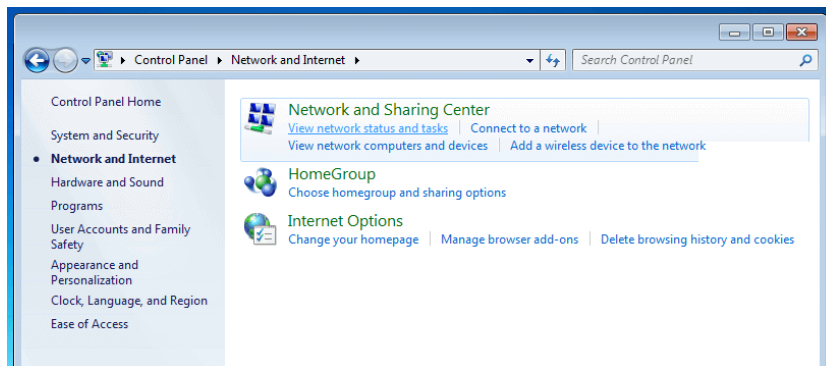 Control Panel Network and Internet Search Control Panel
Control Panel Home
System and Security
Network and Internet
Hardware and Sound
Programs
User Accounts and Family
Safety
Appearance and
Personalization
Clock, Language, and Region
Ease of Access
Network and Sharing Center
View network status and tasks Connect to a network
View network computers and devices Add a wireless device to the network
HomeGroup
Choose homegroup and sharing options
Internet Options
Change your homepage Manage browser add-ons Delete browsing history and cookies